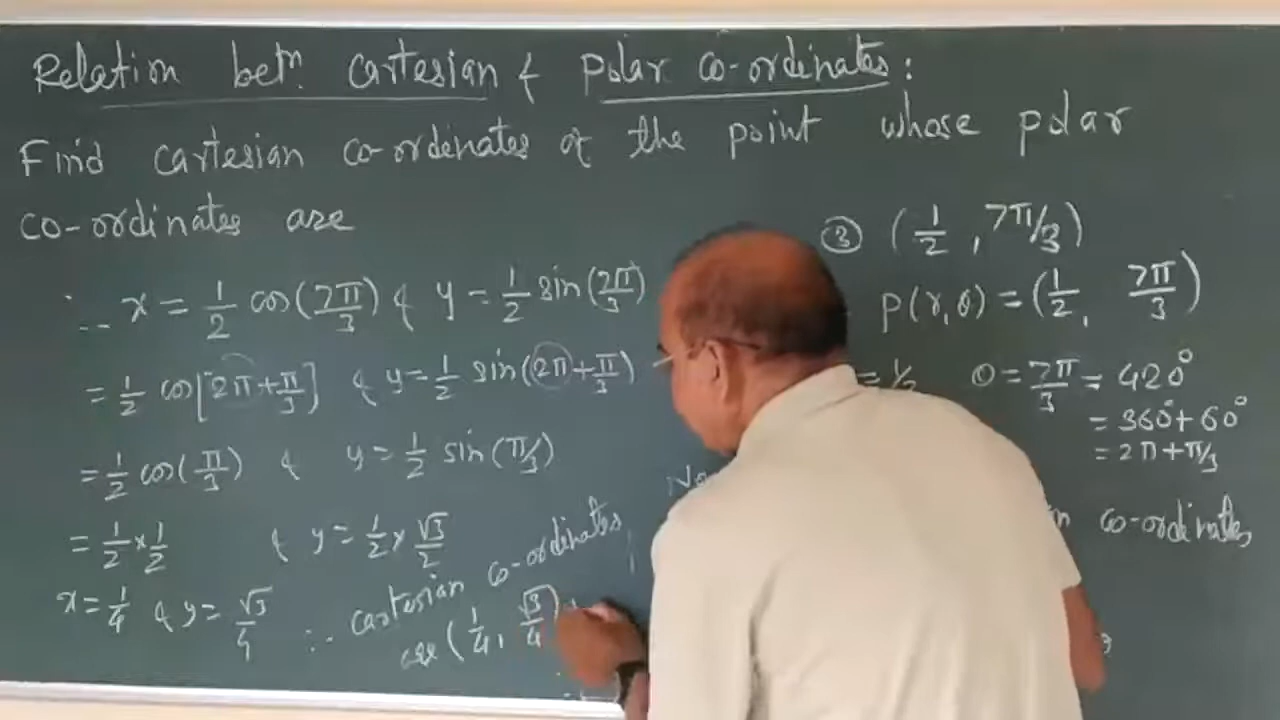 Relation betn. cartesian & polar co-ordinates:
Find cartesian co-ordinates of the point whose polar
co-ordinates are
③ (1/2, 7π/3)
P(r,θ) = (1/2, 7π/3)
= 1/2 θ = 7π/3 = 420°
= 360° + 60°
= 2π + π/3
co-ordinates
∴ x = 1/2 cos(7π/3) & y = 1/2 sin(7π/3)
= 1/2 cos[2π + π/3] & y = 1/2 sin(2π + π/3)
= 1/2 cos(π/3) & y = 1/2 sin(π/3)
= 1/2 × 1/2 & y = 1/2 × √3/2
x = 1/4 & y = √3/4
∴ cartesian co-ordinates
are (1/4, √3/4)